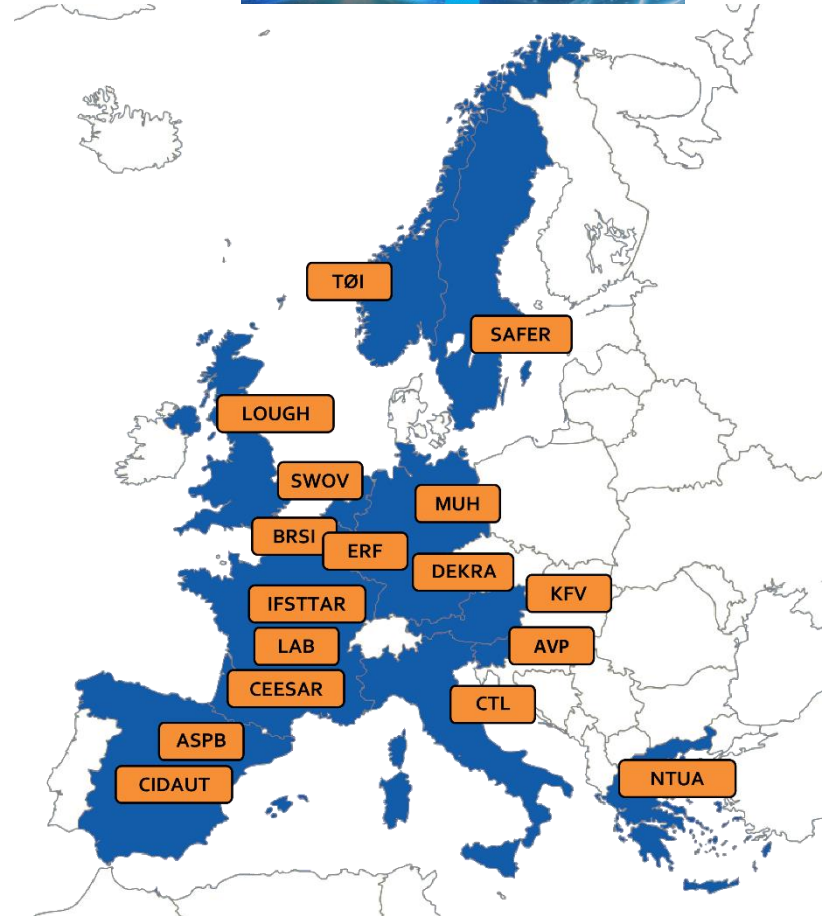 TØI
SAFER
LOUGH
SWOV
MUH
BRSI
ERF
DEKRA
KFV
IFSTTAR
LAB
AVP
CEESAR
CTL
ASPB
CIDAUT
NTUA